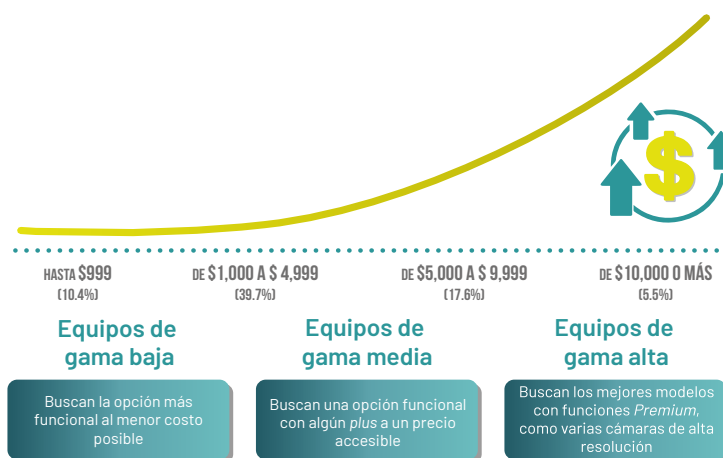 $
HASTA $999
(10.4%)
DE $1,000 A $ 4,999
(39.7%)
DE $5,000 A $ 9,999
(17.6%)
DE $10,000 O MÁS
(5.5%)
Equipos de
gama baja
Buscan la opción más
funcional al menor costo
posible
Equipos de
gama media
Buscan una opción funcional
con algún plus a un precio
accesible
Equipos de
gama alta
Buscan los mejores modelos
con funciones Premium,
como varias cámaras de alta
resolución